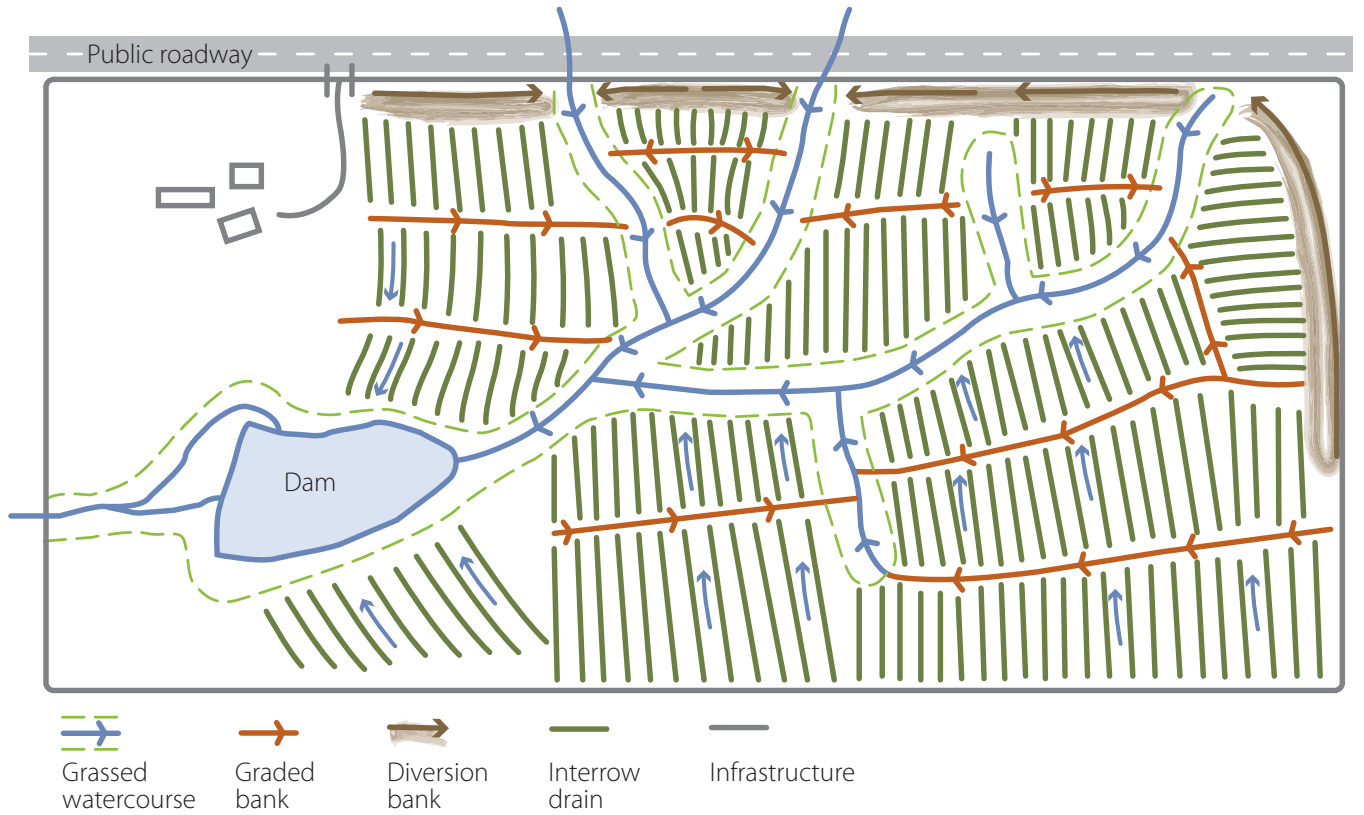 Public roadway
Dam
Grassed
watercourse
Graded
bank
Diversion
bank
Interrow
drain
Infrastructure